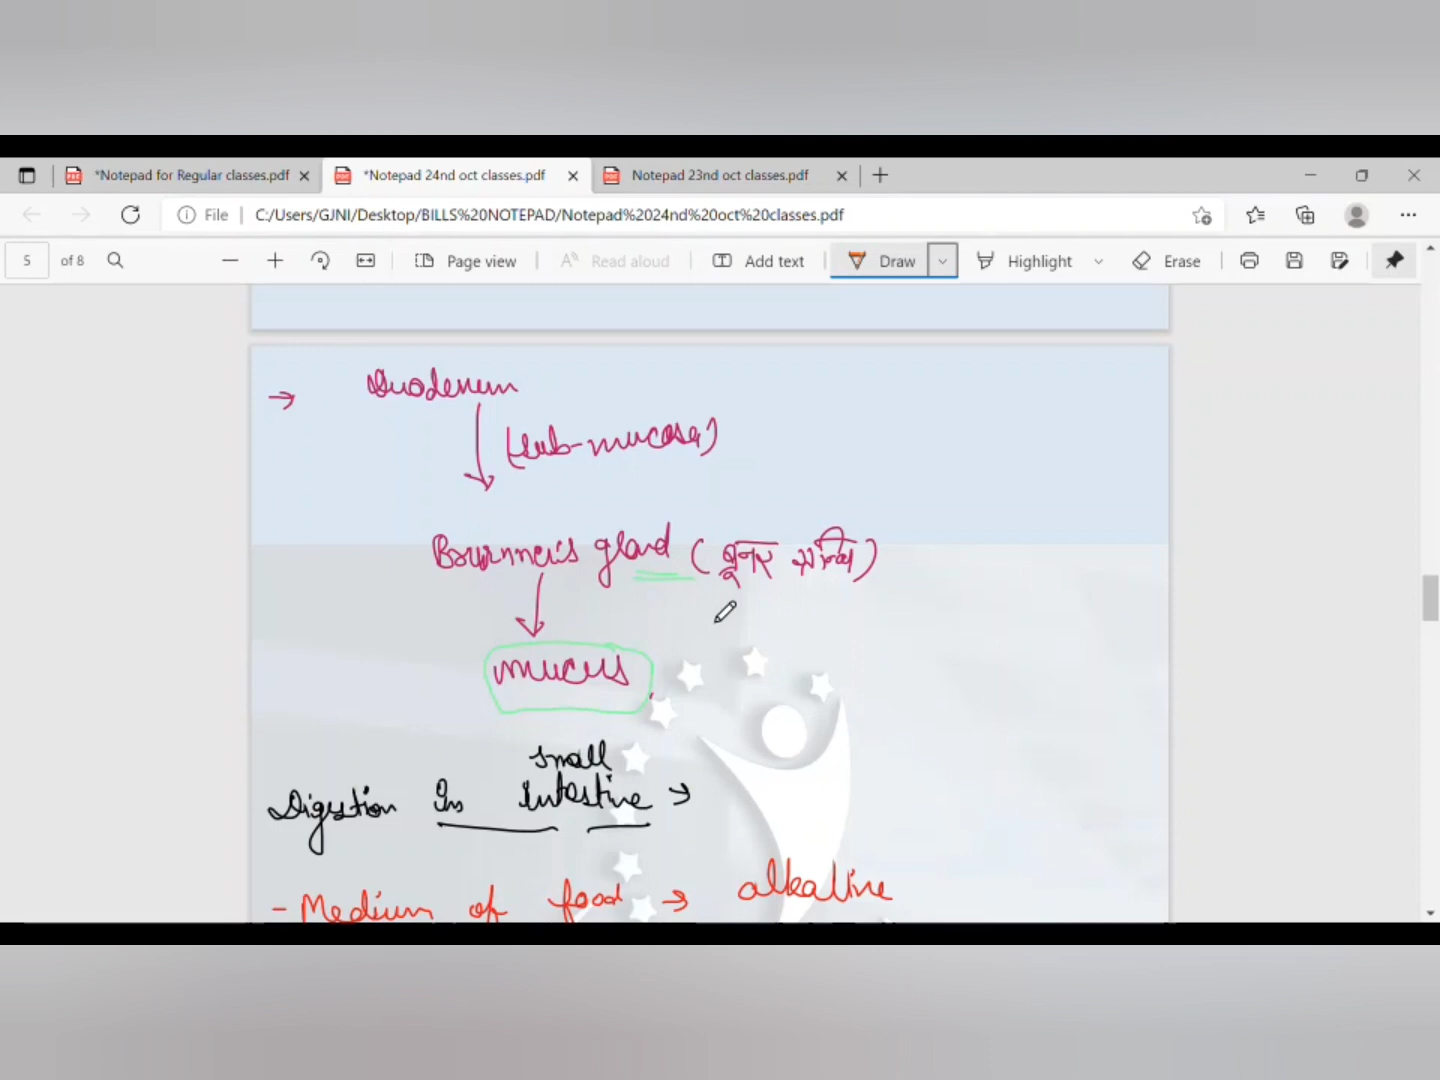 *Notepad for Regular classes.pdf
*Notepad 24nd oct classes.pdf
Notepad 23nd oct classes.pdf
File
C:/Users/GJNI/Desktop/BILLS%20NOTEPAD/Notepad%2024nd%20oct%20classes.pdf
5 of 8
Page view
Read aloud
Add text
Draw
Highlight
Erase
→ Duodenum
(sub-mucosa)
gland
mucus
small
Digestion In Intestine →
- Medium of food → alkaline